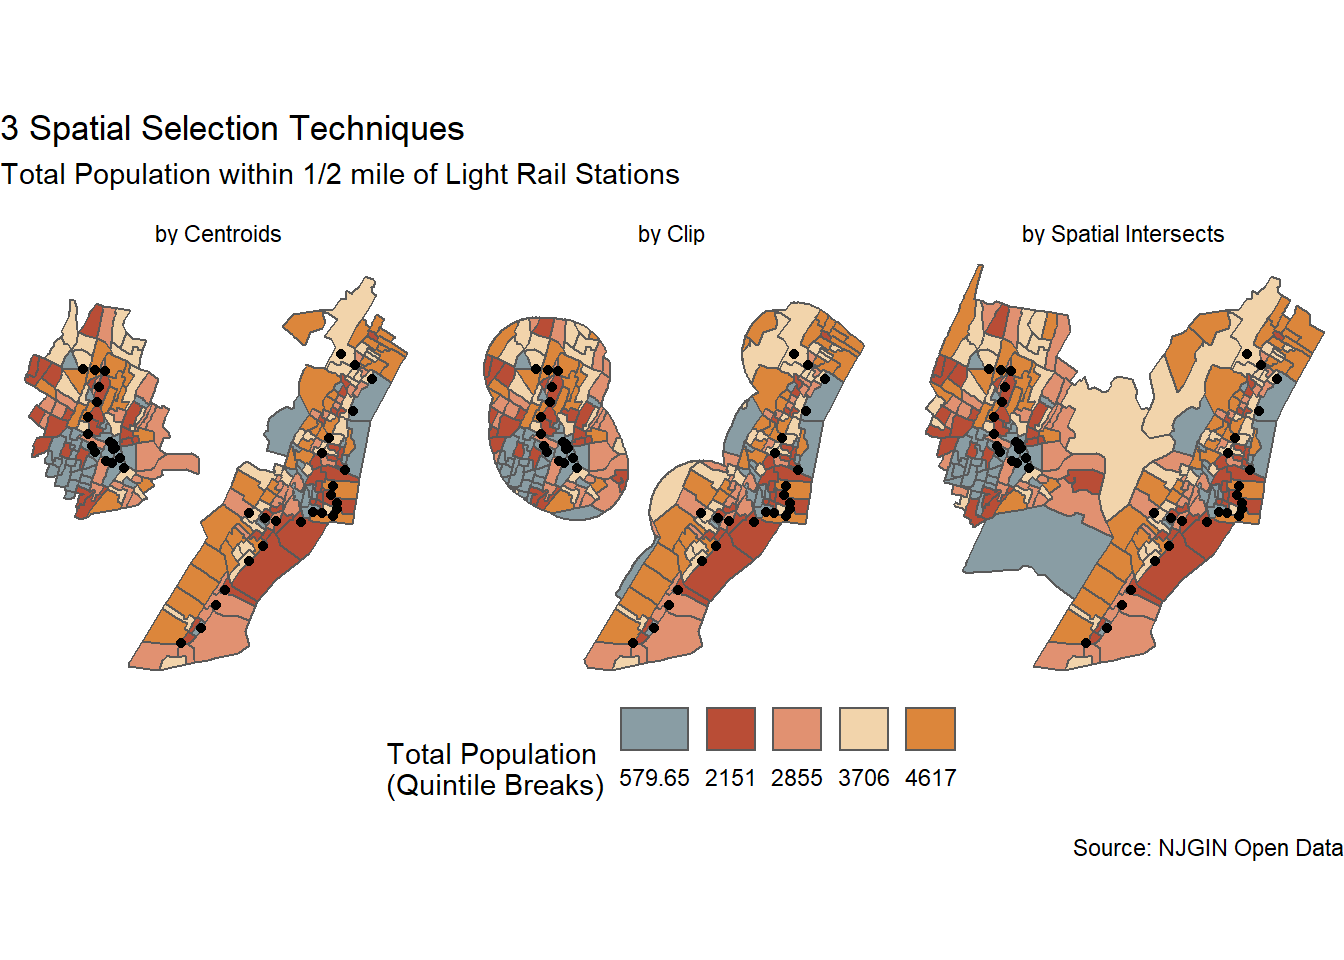 3 Spatial Selection Techniques
Total Population within 1/2 mile of Light Rail Stations
by Centroids
by Clip
by Spatial Intersects
Total Population
(Quintile Breaks)
579.65 2151 2855 3706 4617
Source: NJGIN Open Data